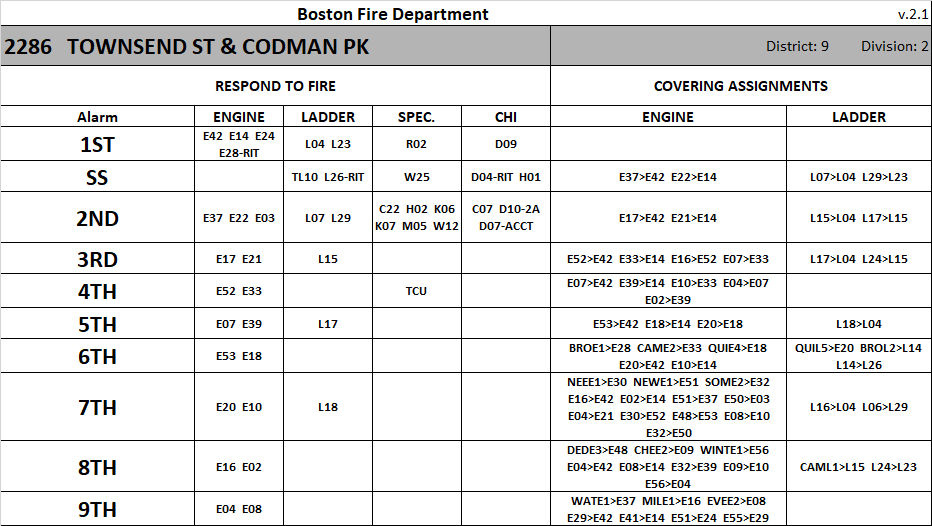 Boston Fire Department v.2.1
2286 TOWNSEND ST & CODMAN PK District: 9 Division: 2
RESPOND TO FIRE COVERING ASSIGNMENTS
Alarm ENGINE LADDER SPEC. CHI ENGINE LADDER
1ST E42 E14 E24
E28-RIT L04 L23 R02 D09
SS TL10 L26-RIT W25 D04-RIT H01 E37>E42 E22>E14 L07>L04 L29>L23
2ND E37 E22 E03 L07 L29 C22 H02 K06
K07 M05 W12 C07 D10-2A
D07-ACCT E17>E42 E21>E14 L15>L04 L17>L15
3RD E17 E21 L15 E52>E42 E33>E14 E16>E52 E07>E33 L17>L04 L24>L15
4TH E52 E33 TCU E07>E42 E39>E14 E10>E33 E04>E07
E02>E39
5TH E07 E39 L17 E53>E42 E18>E14 E20>E18 L18>L04
6TH E53 E18 BROE1>E28 CAME2>E33 QUIE4>E18
E20>E42 E10>E14 QUIL5>E20 BROL2>L14
L14>L26
7TH E20 E10 L18 NEEE1>E30 NEWE1>E51 SOME2>E32
E16>E42 E02>E14 E51>E37 E50>E03
E04>E21 E30>E52 E48>E53 E08>E10
E32>E50 L16>L04 L06>L29
8TH E16 E02 DEDE3>E48 CHEE2>E09 WINTE1>E56
E04>E42 E08>E14 E32>E39 E09>E10
E56>E04 CAML1>L15 L24>L23
9TH E04 E08 WATE1>E37 MILE1>E16 EVEE2>E08
E29>E42 E41>E14 E51>E24 E55>E29